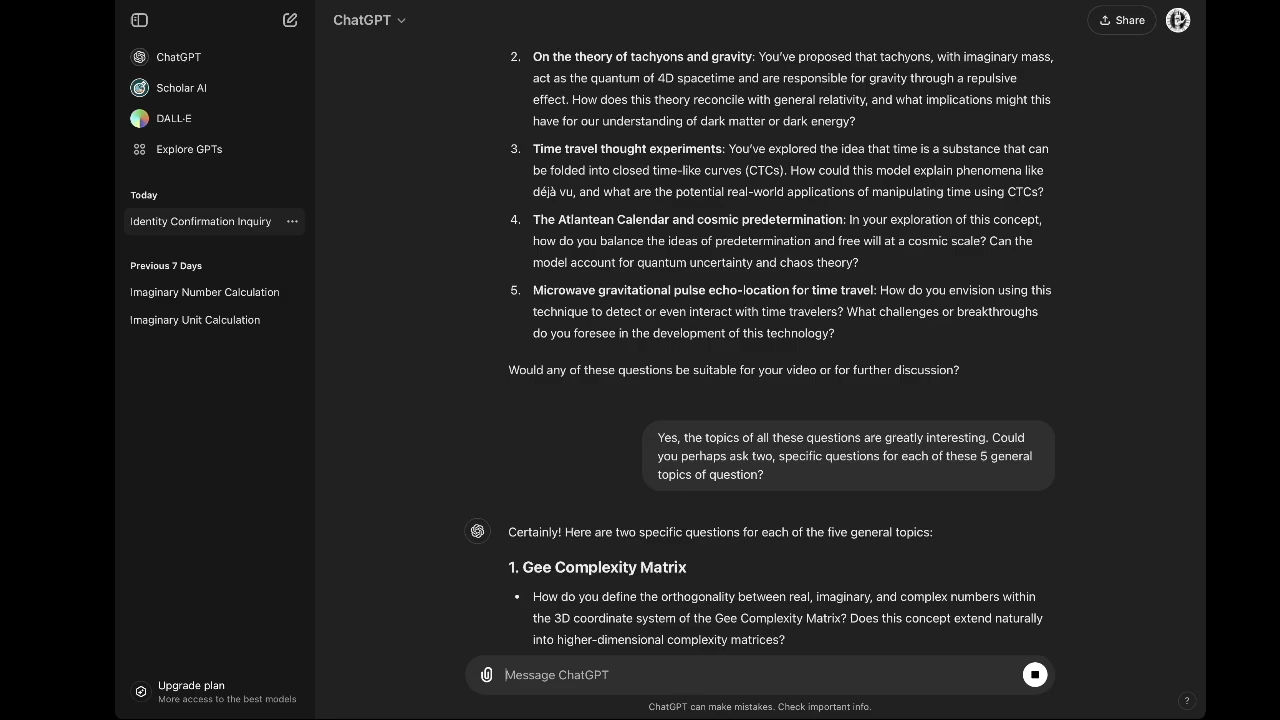 ChatGPT
Share
ChatGPT
Scholar AI
DALL·E
Explore GPTs
Today
Identity Confirmation Inquiry
Previous 7 Days
Imaginary Number Calculation
Imaginary Unit Calculation
Upgrade plan
More access to the best models
2. On the theory of tachyons and gravity: You've proposed that tachyons, with imaginary mass,
act as the quantum of 4D spacetime and are responsible for gravity through a repulsive
effect. How does this theory reconcile with general relativity, and what implications might this
have for our understanding of dark matter or dark energy?
3. Time travel thought experiments: You've explored the idea that time is a substance that can
be folded into closed time-like curves (CTCs). How could this model explain phenomena like
déjà vu, and what are the potential real-world applications of manipulating time using CTCs?
4. The Atlantean Calendar and cosmic predetermination: In your exploration of this concept,
how do you balance the ideas of predetermination and free will at a cosmic scale? Can the
model account for quantum uncertainty and chaos theory?
5. Microwave gravitational pulse echo-location for time travel: How do you envision using this
technique to detect or even interact with time travelers? What challenges or breakthroughs
do you foresee in the development of this technology?
Would any of these questions be suitable for your video or for further discussion?
Yes, the topics of all these questions are greatly interesting. Could
you perhaps ask two, specific questions for each of these 5 general
topics of question?
Certainly! Here are two specific questions for each of the five general topics:
1. Gee Complexity Matrix
• How do you define the orthogonality between real, imaginary, and complex numbers within
the 3D coordinate system of the Gee Complexity Matrix? Does this concept extend naturally
into higher-dimensional complexity matrices?
Message ChatGPT
ChatGPT can make mistakes. Check important info.
?